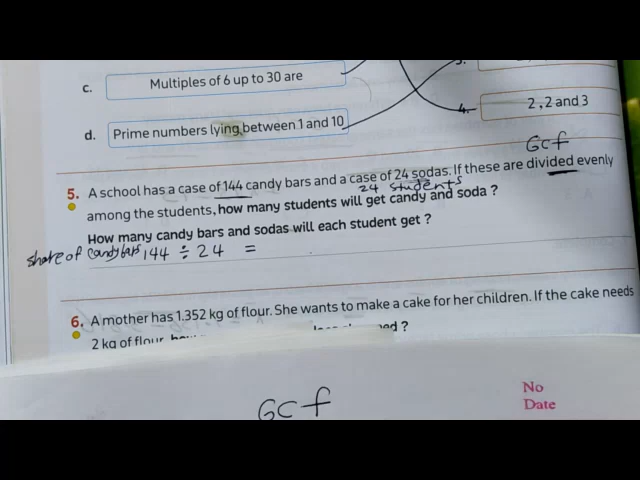 c. Multiples of 6 up to 30 are
3.
4. 2, 2 and 3
d. Prime numbers lying between 1 and 10
GCf
5. A school has a case of 144 candy bars and a case of 24 sodas. If these are divided evenly
24 students
among the students, how many students will get candy and soda ?
How many candy bars and sodas will each student get ?
share of candybars 144 ÷ 24 =
6. A mother has 1.352 kg of flour. She wants to make a cake for her children. If the cake needs
2 kg of flour,
GCf
No
Date